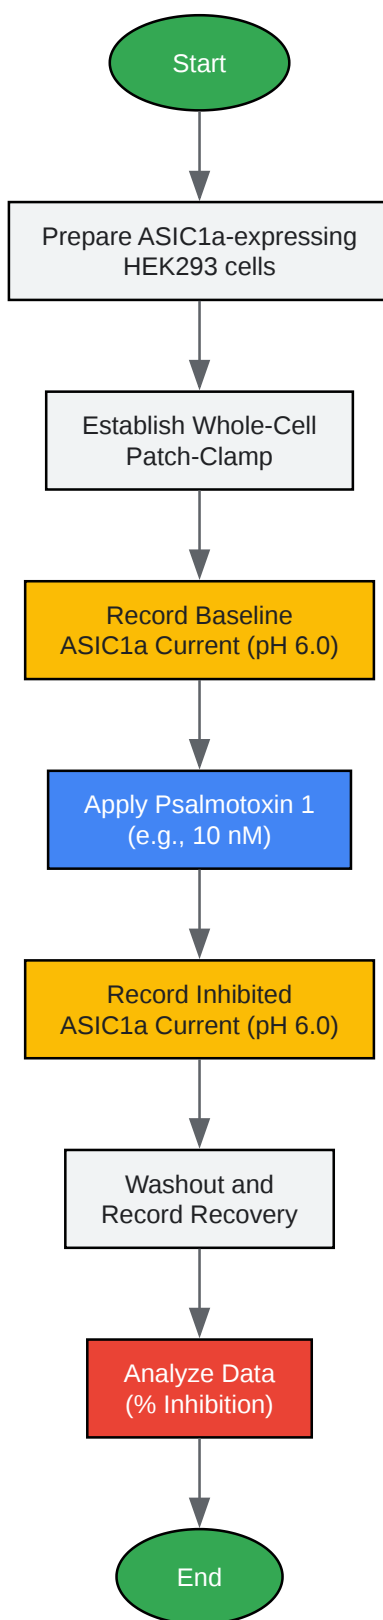 Start
Prepare ASIC1a-expressing
HEK293 cells
Establish Whole-Cell
Patch-Clamp
Record Baseline
ASIC1a Current (pH 6.0)
Apply Psalmotoxin 1
(e.g., 10 nM)
Record Inhibited
ASIC1a Current (pH 6.0)
Washout and
Record Recovery
Analyze Data
(% Inhibition)
End